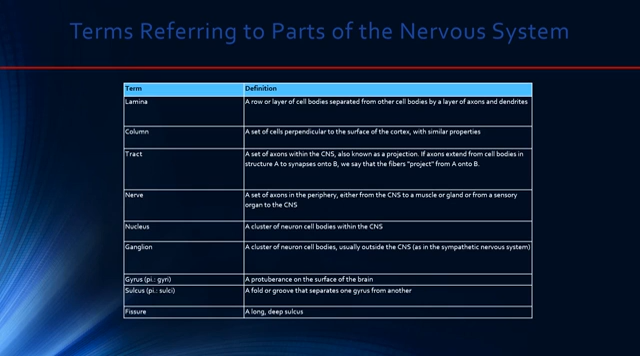 Terms Referring to Parts of the Nervous System
Term Definition
Lamina A row or layer of cell bodies separated from other cell bodies by a layer of axons and dendrites
Column A set of cells perpendicular to the surface of the cortex, with similar properties
Tract A set of axons within the CNS, also known as a projection. If axons extend from cell bodies in
structure A to synapses onto B, we say that the fibers "project" from A onto B.
Nerve A set of axons in the periphery, either from the CNS to a muscle or gland or from a sensory
organ to the CNS
Nucleus A cluster of neuron cell bodies within the CNS
Ganglion A cluster of neuron cell bodies, usually outside the CNS (as in the sympathetic nervous system)
Gyrus (pi.: gyri) A protuberance on the surface of the brain
Sulcus (pi.: sulci) A fold or groove that separates one gyrus from another
Fissure A long, deep sulcus